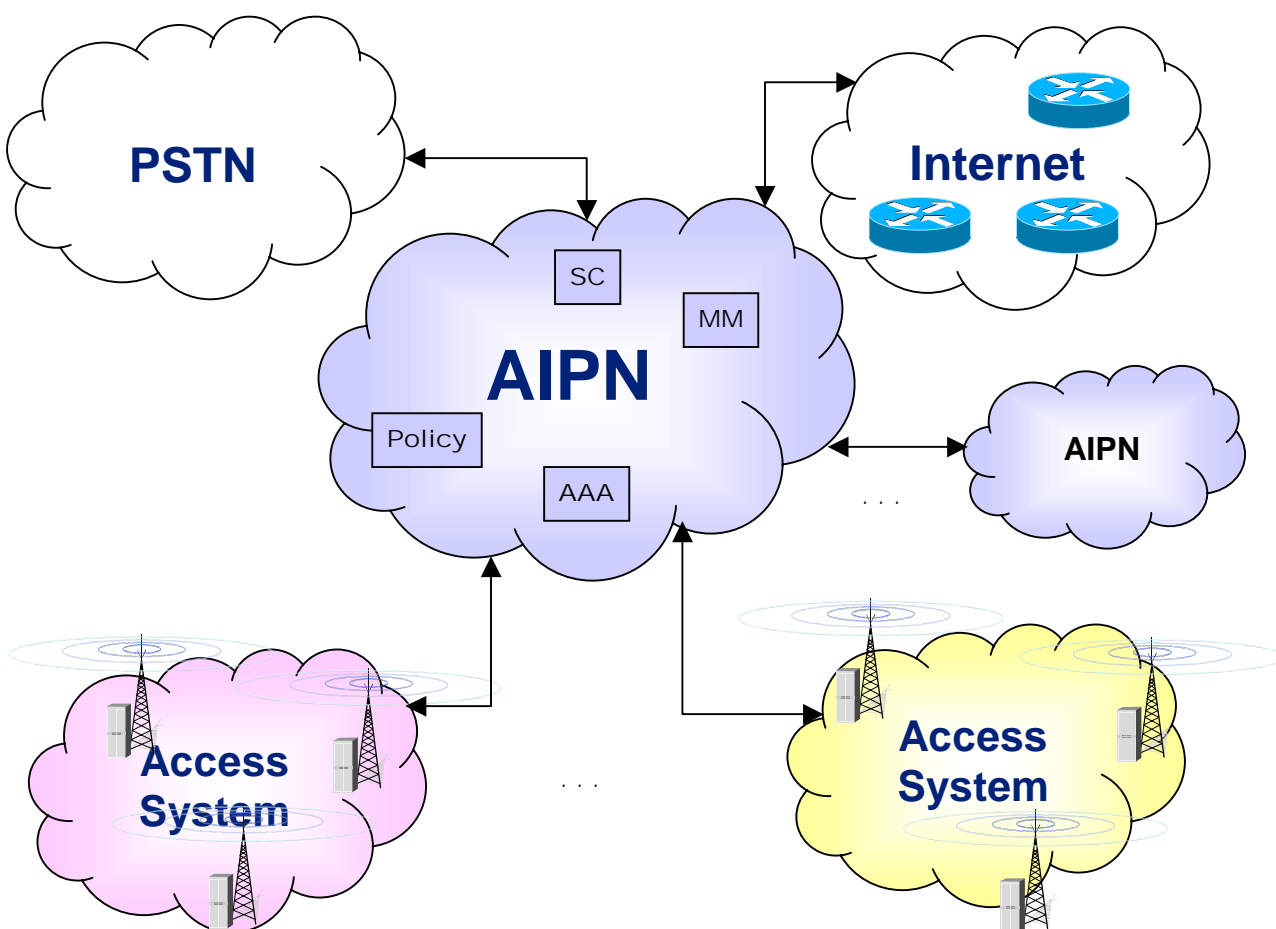 PSTN
Internet
SC
MM
AIPN
Policy
AAA
AIPN
. . .
Access
System
. . .
Access
System